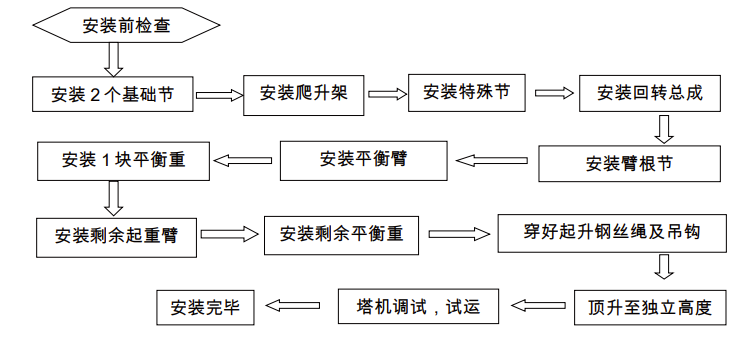 安装前检查
安装2个基础节
安装爬升架
安装特殊节
安装回转总成
安装臂根节
安装平衡臂
安装1块平衡重
安装剩余起重臂
安装剩余平衡重
穿好起升钢丝绳及吊钩
顶升至独立高度
塔机调试，试运
安装完毕